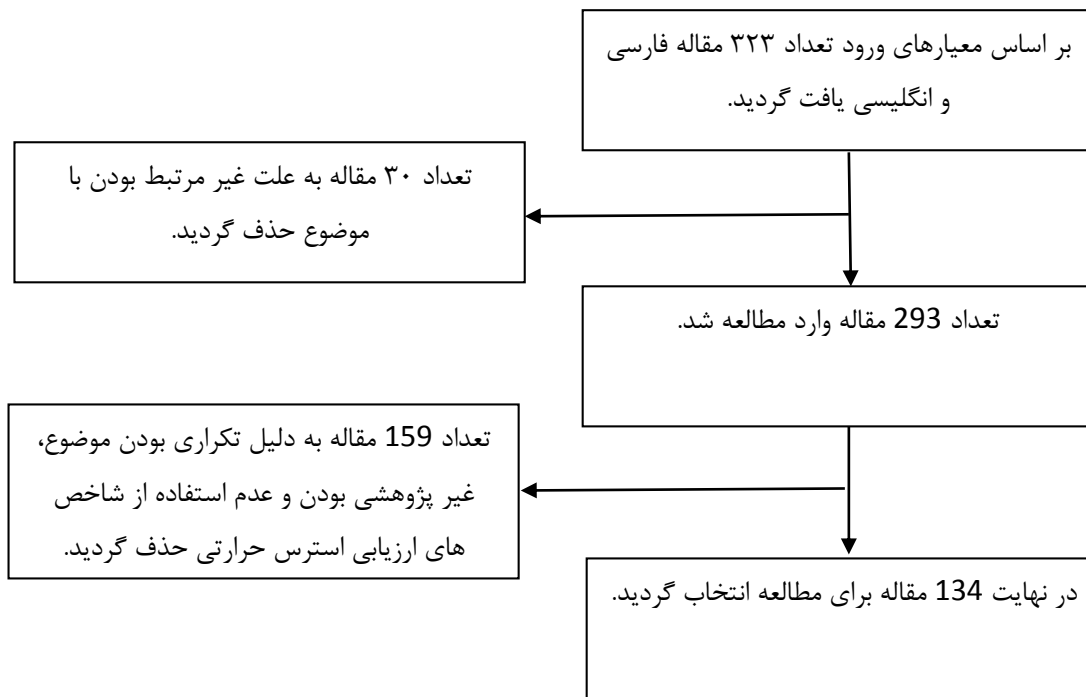 بر اساس معیارهای ورود تعداد ۳۲۳ مقاله فارسی
و انگلیسی یافت گردید.
تعداد ۳۰ مقاله به علت غیر مرتبط بودن با
موضوع حذف گردید.
تعداد 293 مقاله وارد مطالعه شد.
تعداد 159 مقاله به دلیل تکراری بودن موضوع،
غیر پژوهشی بودن و عدم استفاده از شاخص
های ارزیابی استرس حرارتی حذف گردید.
در نهایت 134 مقاله برای مطالعه انتخاب گردید.